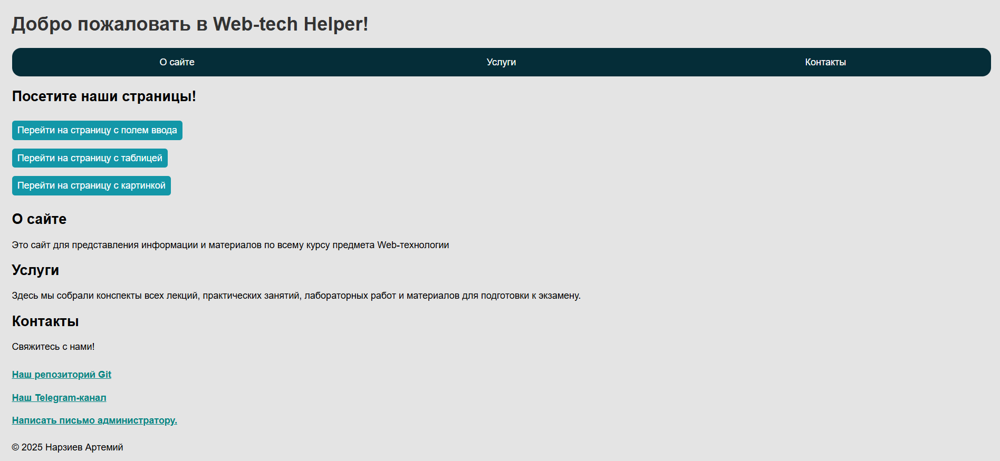 Добро пожаловать в Web-tech Helper!
О сайте
Услуги
Контакты
Посетите наши страницы!
Перейти на страницу с полем ввода
Перейти на страницу с таблицей
Перейти на страницу с картинкой
О сайте
Это сайт для представления информации и материалов по всему курсу предмета Web-технологии
Услуги
Здесь мы собрали конспекты всех лекций, практических занятий, лабораторных работ и материалов для подготовки к экзамену.
Контакты
Свяжитесь с нами!
Наш репозиторий Git
Наш Telegram-канал
Написать письмо администратору.
© 2025 Нарзиев Артемий